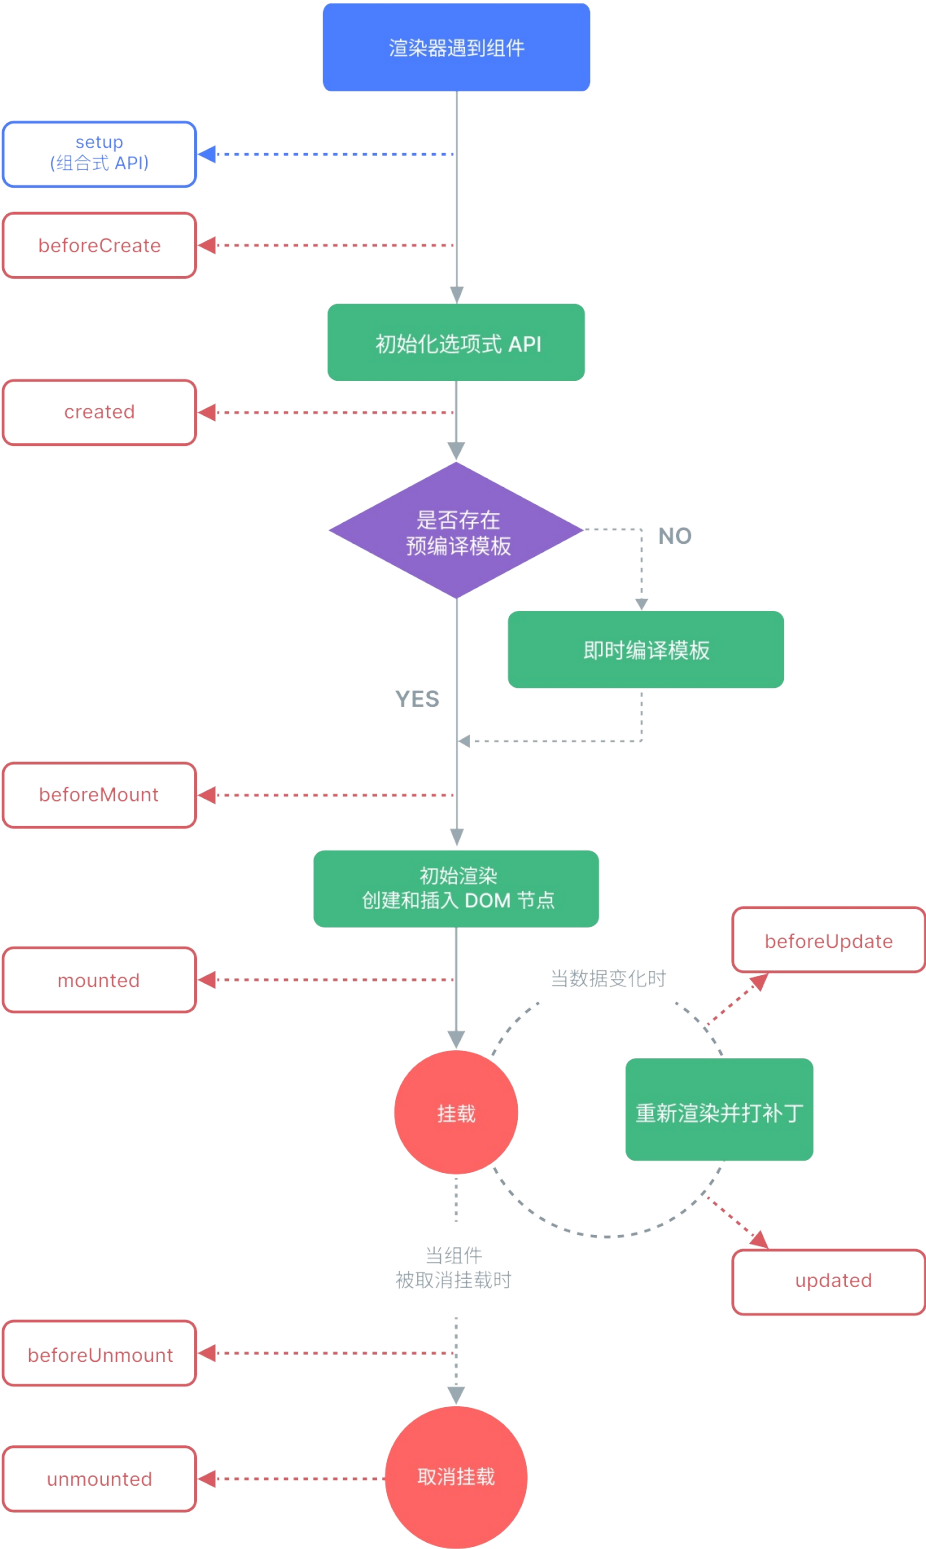 渲染器遇到组件
setup
(组合式 API)
beforeCreate
初始化选项式 API
created
是否存在
预编译模板
NO
即时编译模板
YES
beforeMount
初始渲染
创建和插入 DOM 节点
beforeUpdate
mounted
当数据变化时
挂载
重新渲染并打补丁
当组件
被取消挂载时
updated
beforeUnmount
取消挂载
unmounted